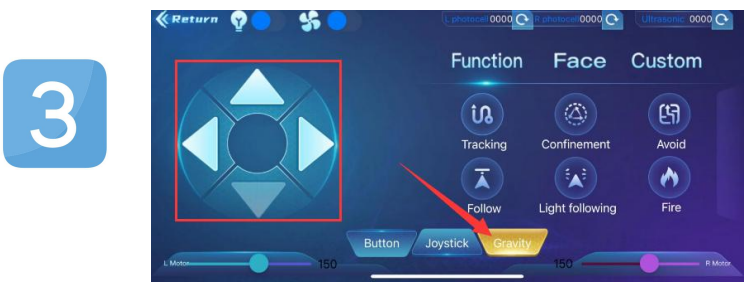 3
Return
L photocell 0000 R photocell 0000 Ultrasonic 0000
Function Face Custom
Tracking Confinement Avoid
Follow Light following Fire
Button Joystick Gravity
L Motor 150 150 R Motor